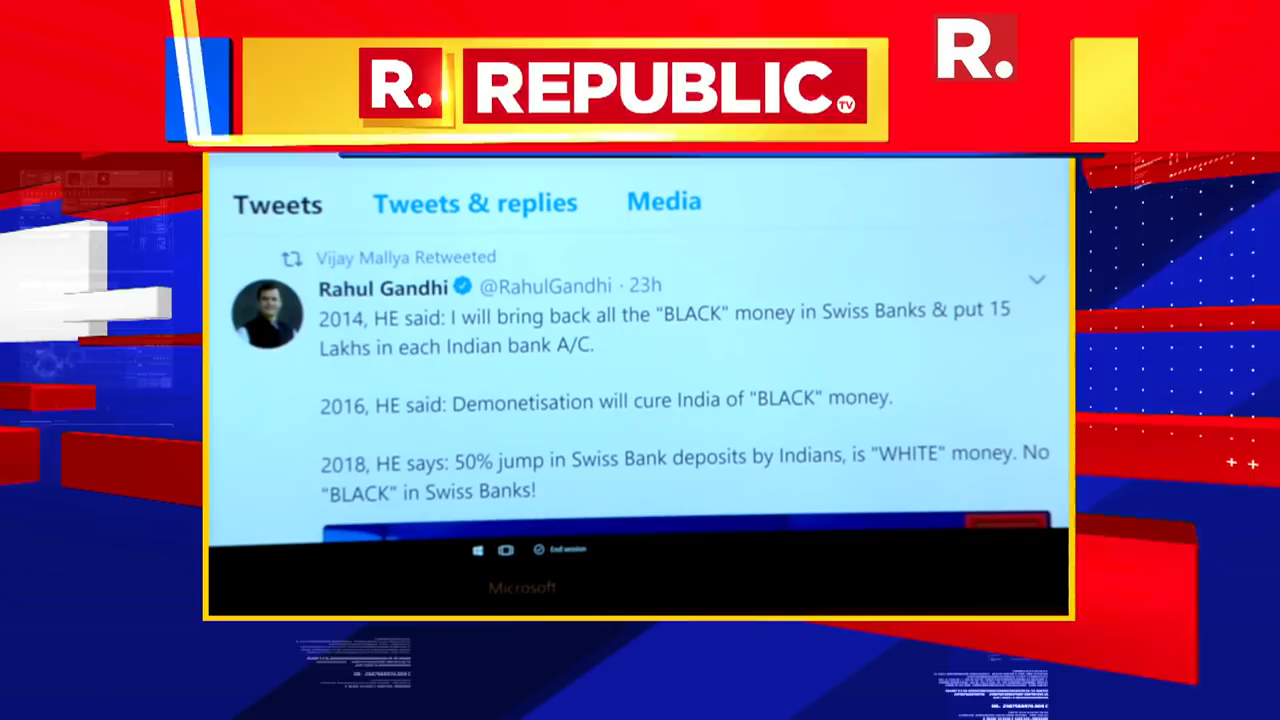 R. REPUBLIC. TV
R.
Tweets Tweets & replies Media
Vijay Mallya Retweeted
Rahul Gandhi @RahulGandhi · 23h
2014, HE said: I will bring back all the "BLACK" money in Swiss Banks & put 15
Lakhs in each Indian bank A/C.
2016, HE said: Demonetisation will cure India of "BLACK" money.
2018, HE says: 50% jump in Swiss Bank deposits by Indians, is "WHITE" money. No
"BLACK" in Swiss Banks!
End session
Microsoft